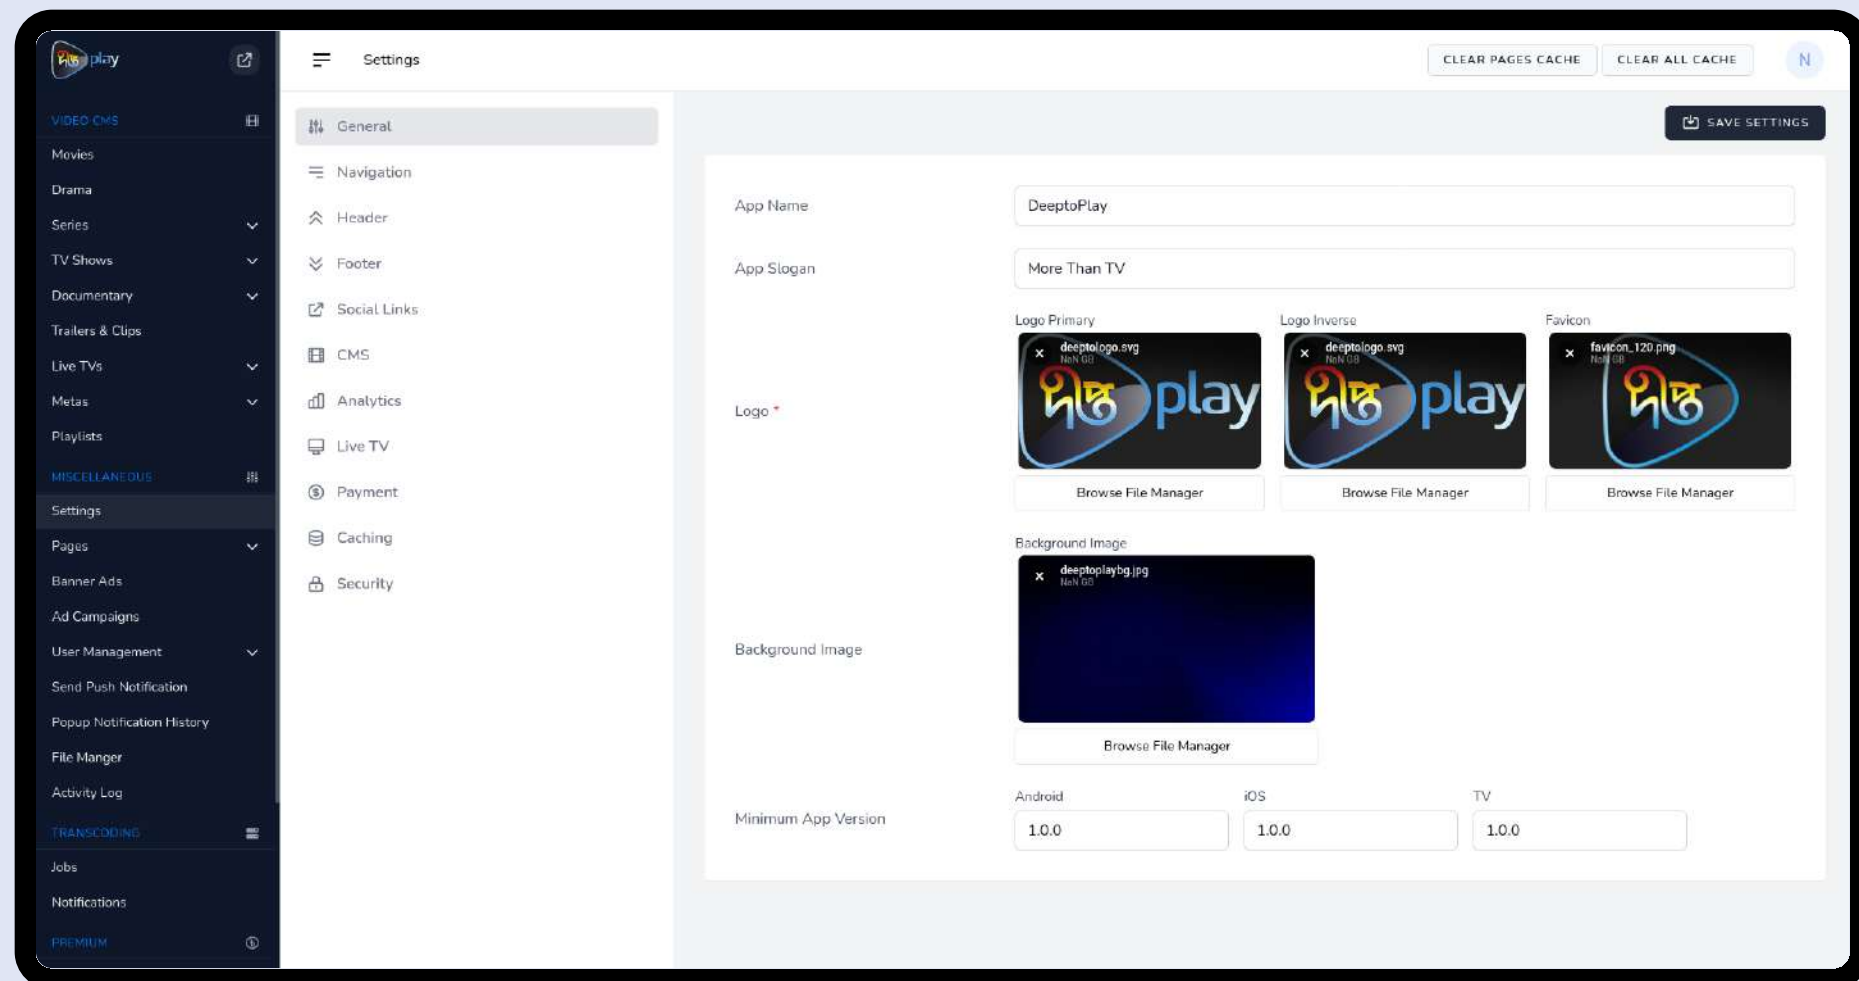 দীপ্ত play
Settings
CLEAR PAGES CACHE
CLEAR ALL CACHE
N
VIDEO CMS
Movies
Drama
Series
TV Shows
Documentary
Trailers & Clips
Live TVs
Metas
Playlists
MISCELLANEOUS
Settings
Pages
Banner Ads
Ad Campaigns
User Management
Send Push Notification
Popup Notification History
File Manger
Activity Log
TRANSCODING
Jobs
Notifications
PREMIUM
General
Navigation
Header
Footer
Social Links
CMS
Analytics
Live TV
Payment
Caching
Security
SAVE SETTINGS
App Name
DeeptoPlay
App Slogan
More Than TV
Logo *
Logo Primary
deeptologo.svg
NaN GB
দীপ্ত play
Browse File Manager
Logo Inverse
deeptologo.svg
NaN GB
দীপ্ত play
Browse File Manager
Favicon
favicon_120.png
NaN GB
দীপ্ত
Browse File Manager
Background Image
Background Image
deeptoplaybg.jpg
NaN GB
Browse File Manager
Minimum App Version
Android
1.0.0
iOS
1.0.0
TV
1.0.0